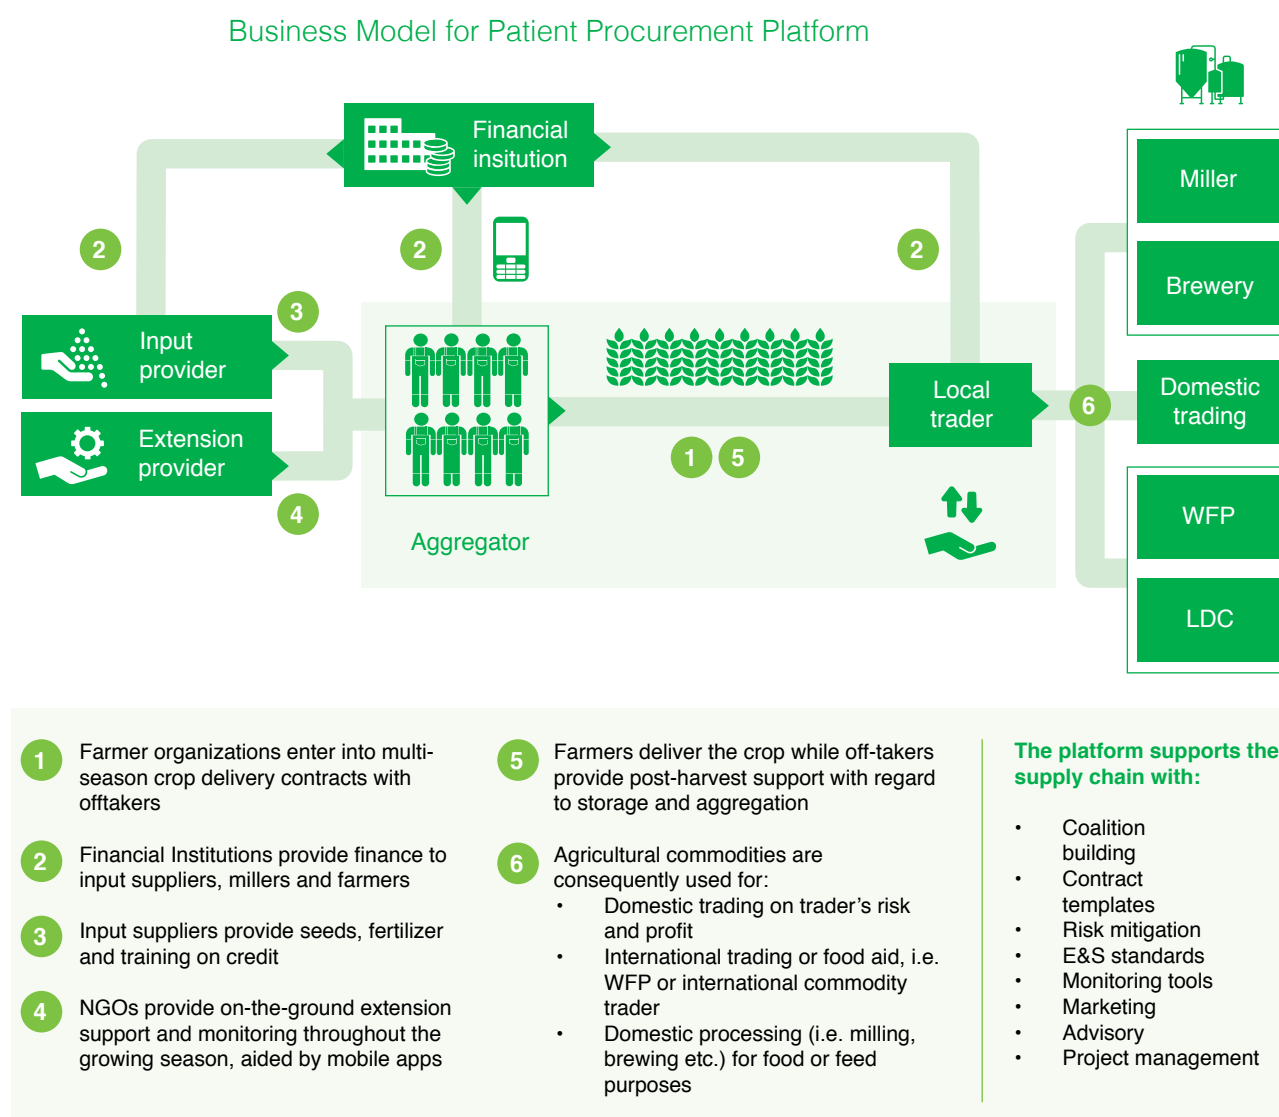 Business Model for Patient Procurement Platform
Financial
insitution
Miller
2
2
2
Brewery
3
Input
provider
Local
trader
Domestic
trading
6
Extension
provider
1
5
4
WFP
Aggregator
LDC
1
Farmer organizations enter into multi-
season crop delivery contracts with
offtakers
2
Financial Institutions provide finance to
input suppliers, millers and farmers
3
Input suppliers provide seeds, fertilizer
and training on credit
4
NGOs provide on-the-ground extension
support and monitoring throughout the
growing season, aided by mobile apps
5
Farmers deliver the crop while off-takers
provide post-harvest support with regard
to storage and aggregation
6
Agricultural commodities are
consequently used for:
• Domestic trading on trader’s risk
and profit
• International trading or food aid, i.e.
WFP or international commodity
trader
• Domestic processing (i.e. milling,
brewing etc.) for food or feed
purposes
The platform supports the
supply chain with:
• Coalition
building
• Contract
templates
• Risk mitigation
• E&S standards
• Monitoring tools
• Marketing
• Advisory
• Project management